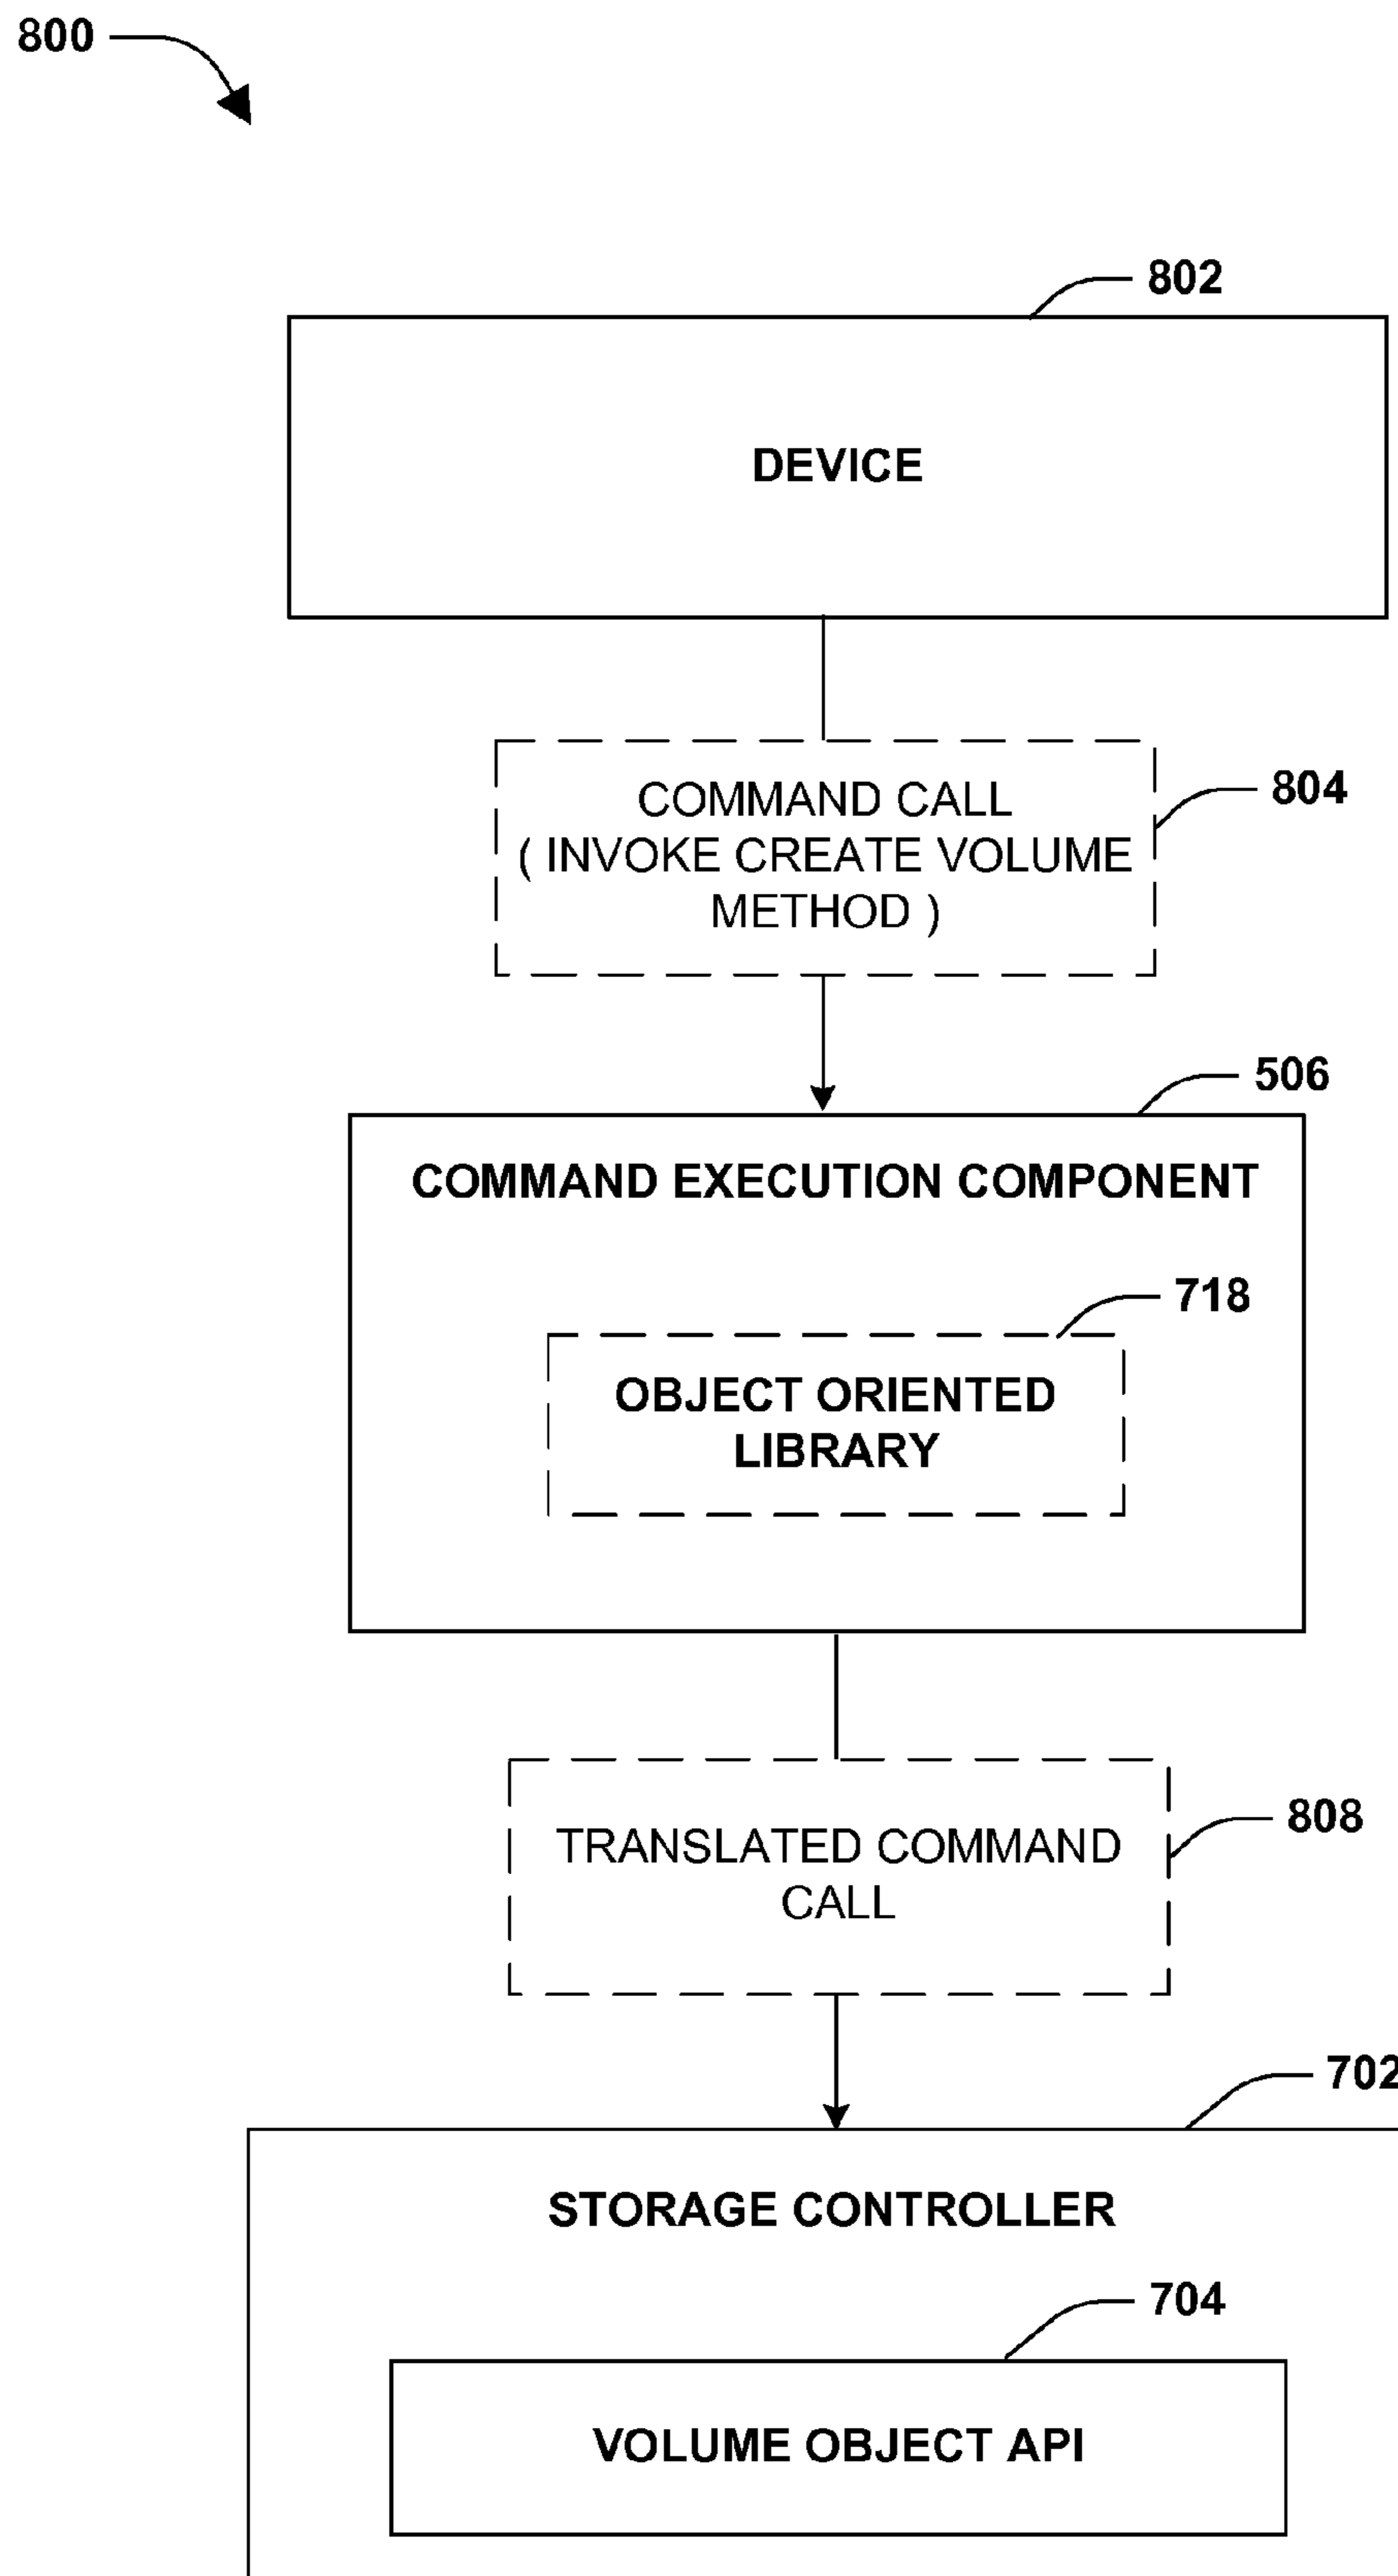 800
802
DEVICE
COMMAND CALL
( INVOKE CREATE VOLUME
METHOD )
804
506
COMMAND EXECUTION COMPONENT
718
OBJECT ORIENTED
LIBRARY
TRANSLATED COMMAND
CALL
808
702
STORAGE CONTROLLER
704
VOLUME OBJECT API